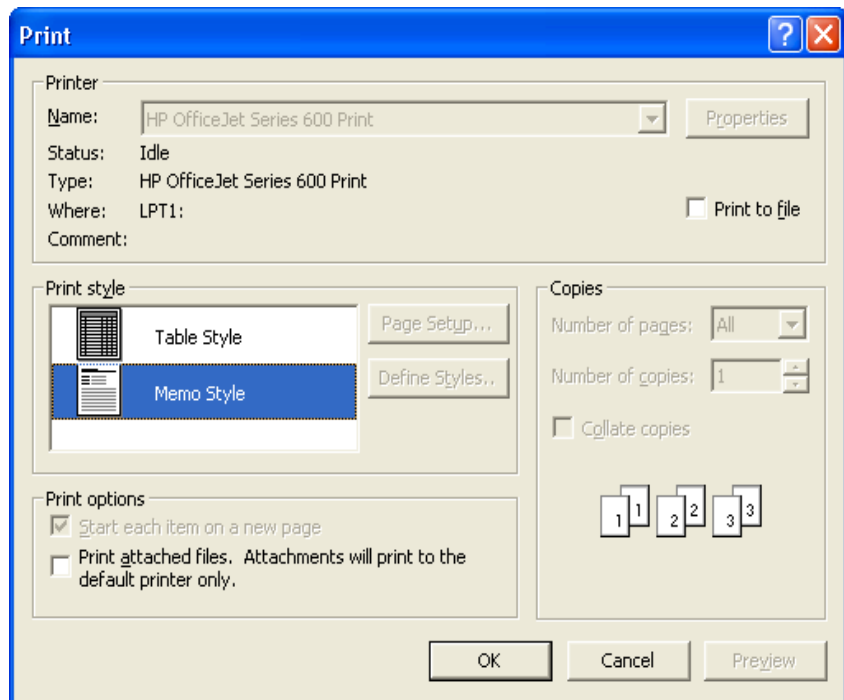 Print
Printer
Name: HP OfficeJet Series 600 Print Properties
Status: Idle
Type: HP OfficeJet Series 600 Print
Where: LPT1: Print to file
Comment:
Print style
Table Style
Memo Style
Page Setup...
Define Styles..
Copies
Number of pages: All
Number of copies: 1
Collate copies
1 1 2 2 3 3
Print options
Start each item on a new page
Print attached files. Attachments will print to the
default printer only.
OK Cancel Preview